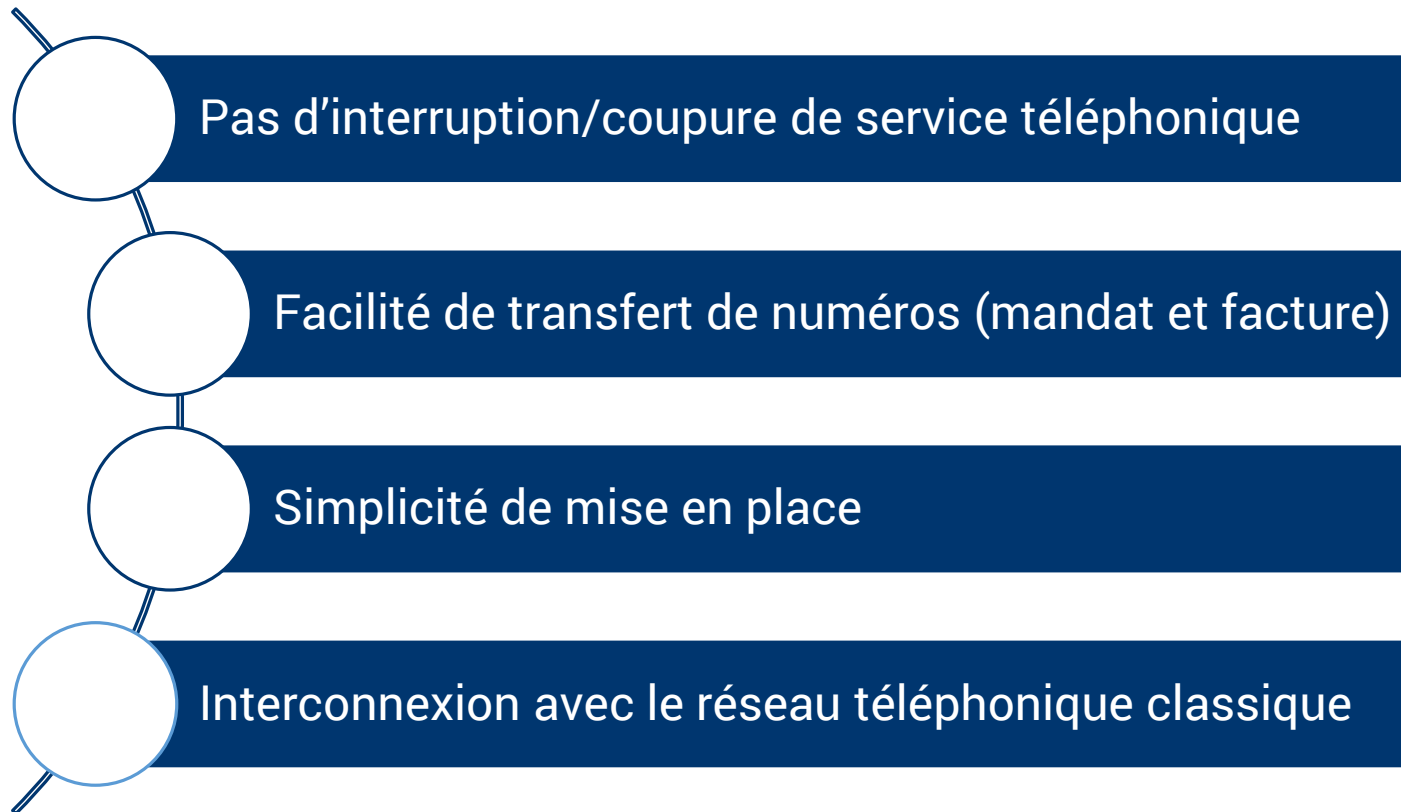 Pas d’interruption/coupure de service téléphonique
Facilité de transfert de numéros (mandat et facture)
Simplicité de mise en place
Interconnexion avec le réseau téléphonique classique